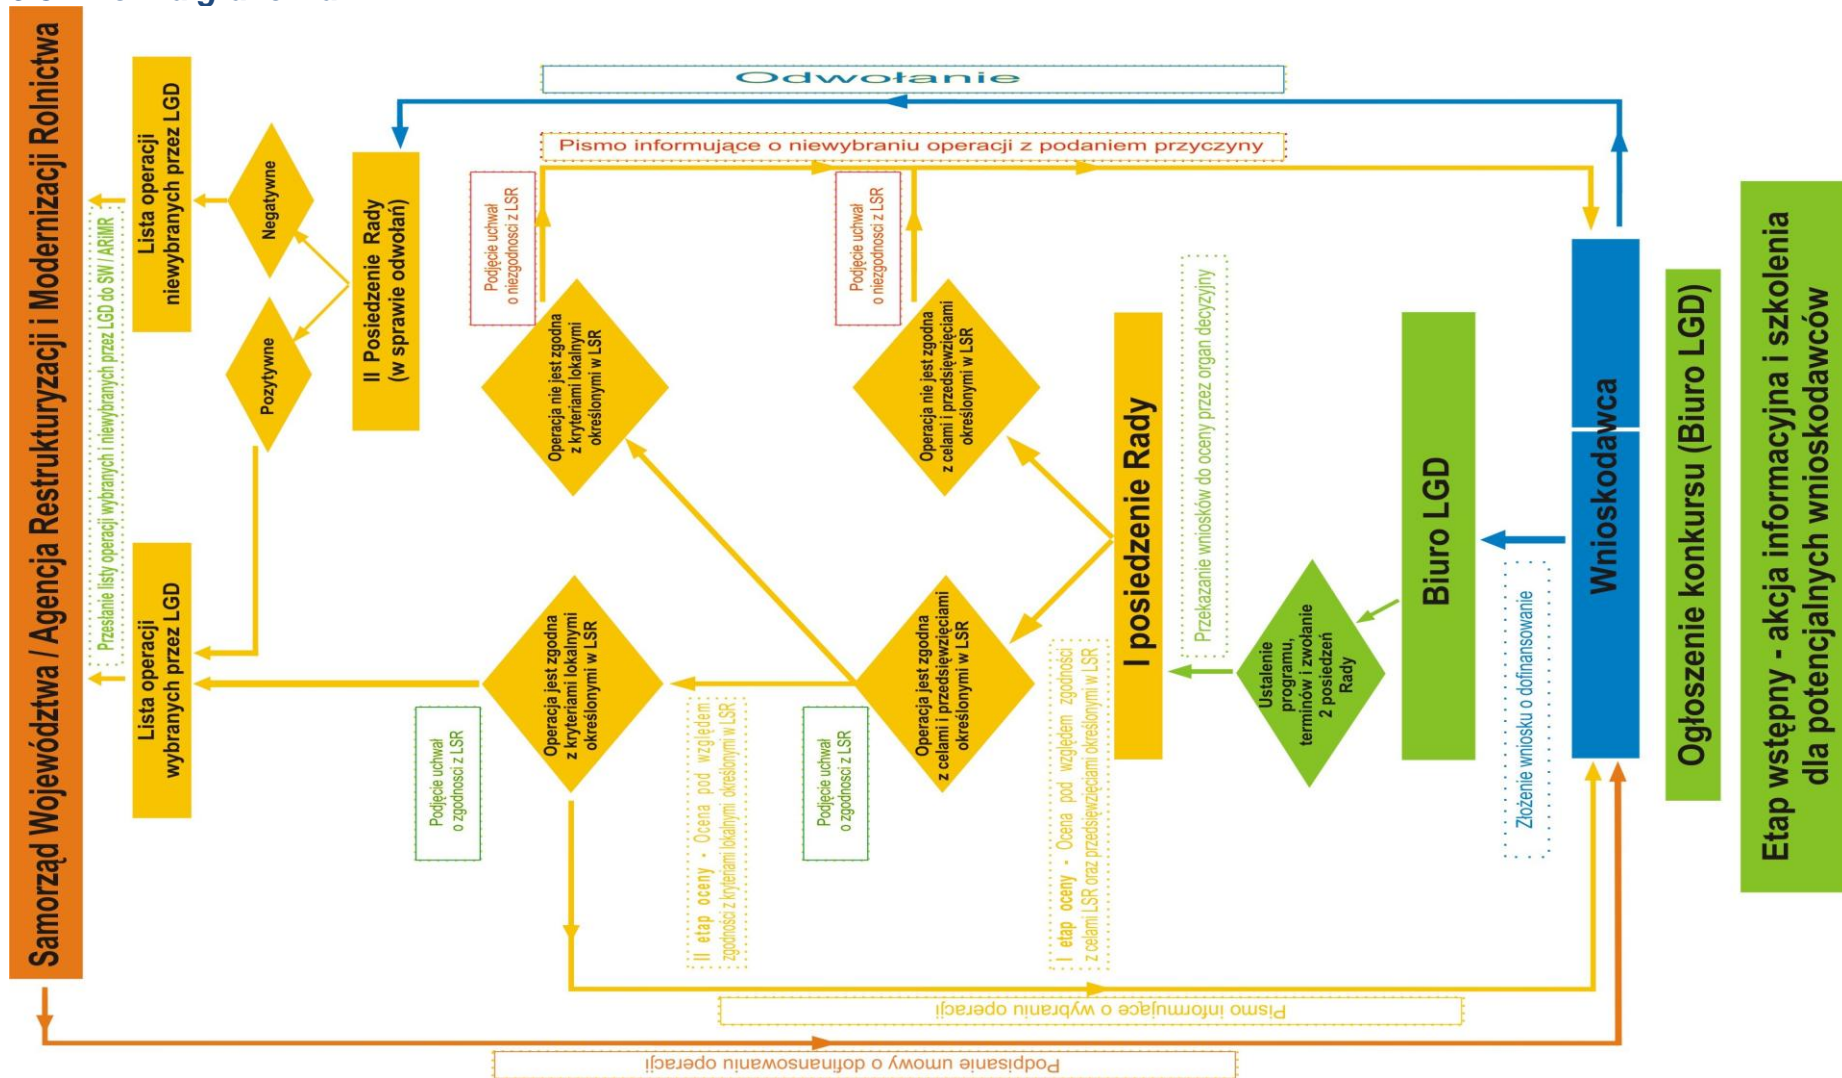 Samorząd Województwa / Agencja Restrukturyzacji i Modernizacji Rolnictwa
Przesłanie listy operacji wybranych i niewybranych przez LGD do SW / ARiMR
Lista operacji
wybranych przez LGD
Lista operacji
niewybranych przez LGD
Pozytywne
Negatywne
II Posiedzenie Rady
(w sprawie odwołań)
Odwołanie
Pismo informujące o niewybraniu operacji z podaniem przyczyny
Podjęcie uchwał
o zgodnosci z LSR
Operacja jest zgodna
z kryteriami lokalnymi
określonymi w LSR
Operacja nie jest zgodna
z kryteriami lokalnymi
określonymi w LSR
Podjęcie uchwał
o niezgodnosci z LSR
II etap oceny - Ocena pod względem
zgodności z kryteriami lokalnymi określonymi w LSR
Podjęcie uchwał
o zgodnosci z LSR
Operacja jest zgodna
z celami i przedsięwzięciami
określonymi w LSR
Operacja nie jest zgodna
z celami i przedsięwzięciami
określonymi w LSR
Podjęcie uchwał
o niezgodnosci z LSR
I etap oceny - Ocena pod względem zgodności
z celami LSR oraz przedsięwzięciami określonymi w LSR
I posiedzenie Rady
Przekazanie wniosków do oceny przez organ decyzyjny
Ustalenie
programu,
terminów i zwołanie
2 posiedzeń
Rady
Biuro LGD
Złożenie wniosku o dofinansowanie
Wnioskodawca
Pismo informujące o wybraniu operacji
Podpisanie umowy o dofinansowaniu operacji
Ogłoszenie konkursu (Biuro LGD)
Etap wstępny - akcja informacyjna i szkolenia
dla potencjalnych wnioskodawców